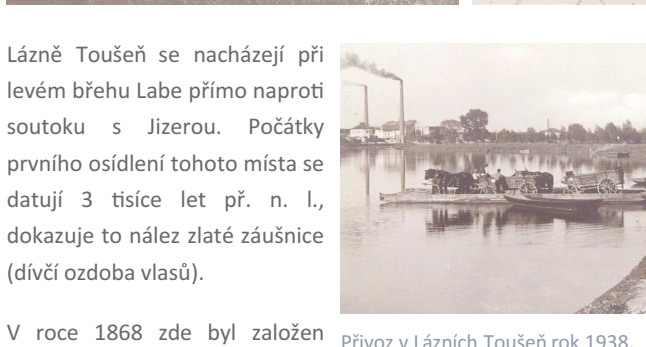 Lázně Toušeň se nacházejí při
levém břehu Labe přímo naproti
soutoku s Jizerou. Počátky
prvního osídlení tohoto místa se
datují 3 tisíce let př. n. l.,
dokazuje to nález zlaté záušnice
(dívčí ozdoba vlasů).
V roce 1868 zde byl založen
Přivoz v Lázních Toušeň rok 1938.